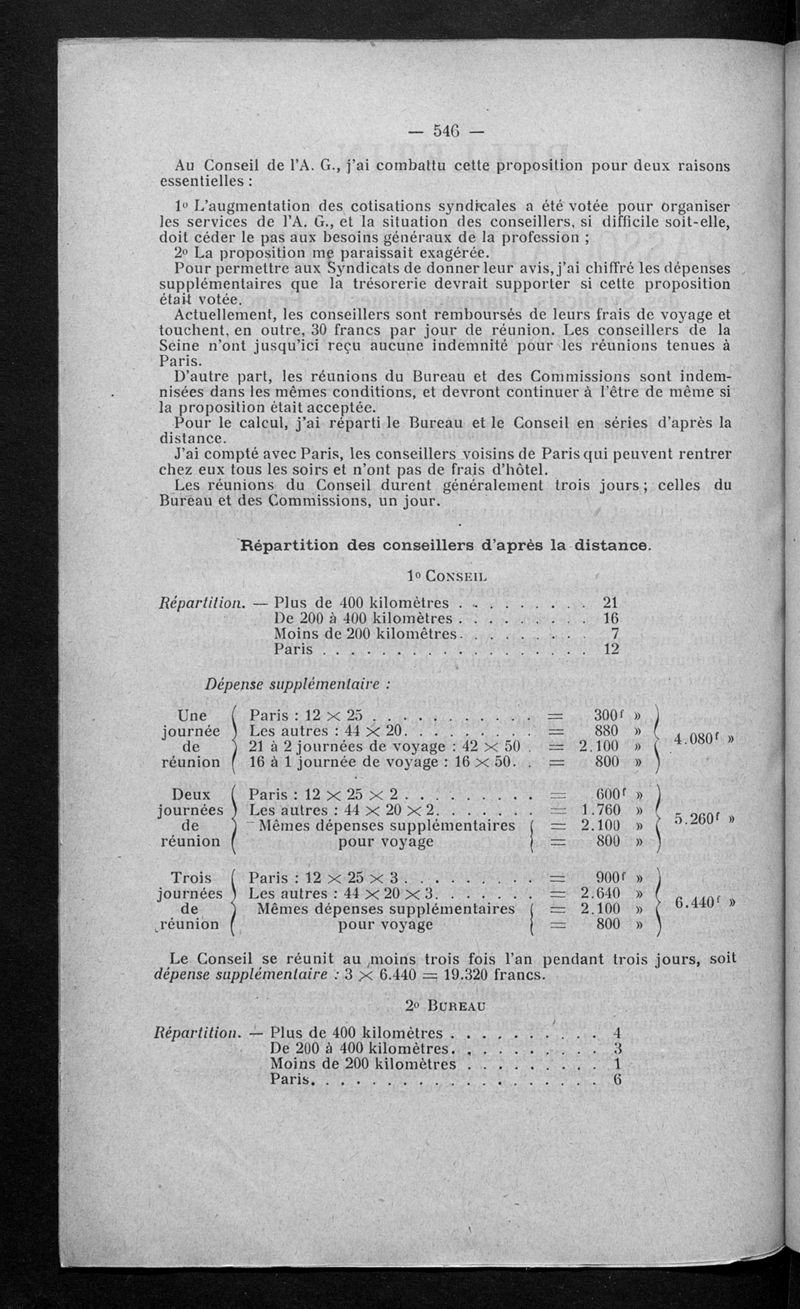 — 546 —
Au Conseil de l'A. G., j'ai combattu cette proposition pour deux raisons
essentielles :
1º L'augmentation des cotisations syndicales a été votée pour organiser
les services de l'A. G., et la situation des conseillers, si difficile soit-elle,
doit céder le pas aux besoins généraux de la profession ;
2º La proposition me paraissait exagérée.
Pour permettre aux Syndicats de donner leur avis, j'ai chiffré les dépenses
supplémentaires que la trésorerie devrait supporter si cette proposition
était votée.
Actuellement, les conseillers sont remboursés de leurs frais de voyage et
touchent, en outre, 30 francs par jour de réunion. Les conseillers de la
Seine n'ont jusqu'ici reçu aucune indemnité pour les réunions tenues à
Paris.
D'autre part, les réunions du Bureau et des Commissions sont indem-
nisées dans les mêmes conditions, et devront continuer à l'être de même si
la proposition était acceptée.
Pour le calcul, j'ai réparti le Bureau et le Conseil en séries d'après la
distance.
J'ai compté avec Paris, les conseillers voisins de Paris qui peuvent rentrer
chez eux tous les soirs et n'ont pas de frais d'hôtel.
Les réunions du Conseil durent généralement trois jours ; celles du
Bureau et des Commissions, un jour.
Répartition des conseillers d'après la distance.
1º CONSEIL
Répartition. — Plus de 400 kilomètres . . . . . . . . . 21
De 200 à 400 kilomètres . . . . . . . . . 16
Moins de 200 kilomètres. . . . . . . . . 7
Paris . . . . . . . . . . . . . . . . . . 12
Dépense supplémentaire :
Une ( Paris : 12 × 25 . . . . . . . . . . . = 300f » )
journée ) Les autres : 44 × 20. . . . . . . . . = 880 » ( 4.080f »
de ) 21 à 2 journées de voyage : 42 × 50 . = 2.100 » (
réunion ( 16 à 1 journée de voyage : 16 × 50. . = 800 » )
Deux ( Paris : 12 × 25 × 2 . . . . . . . . . = 600f » )
journées ) Les autres : 44 × 20 × 2. . . . . . . = 1.760 » ( 5.260f »
de ) Mêmes dépenses supplémentaires ( = 2.100 » (
réunion ( pour voyage ( = 800 » )
Trois ( Paris : 12 × 25 × 3 . . . . . . . . . = 900f » )
journées ) Les autres : 44 × 20 × 3. . . . . . . = 2.640 » ( 6.440f »
de ) Mêmes dépenses supplémentaires ( = 2.100 » (
réunion ( pour voyage ( = 800 » )
Le Conseil se réunit au moins trois fois l'an pendant trois jours, soit
dépense supplémentaire : 3 × 6.440 = 19.320 francs.
2º BUREAU
Répartition. — Plus de 400 kilomètres . . . . . . . . . . 4
De 200 à 400 kilomètres. . . . . . . . . . 3
Moins de 200 kilomètres . . . . . . . . . 1
Paris. . . . . . . . . . . . . . . . . . . 6